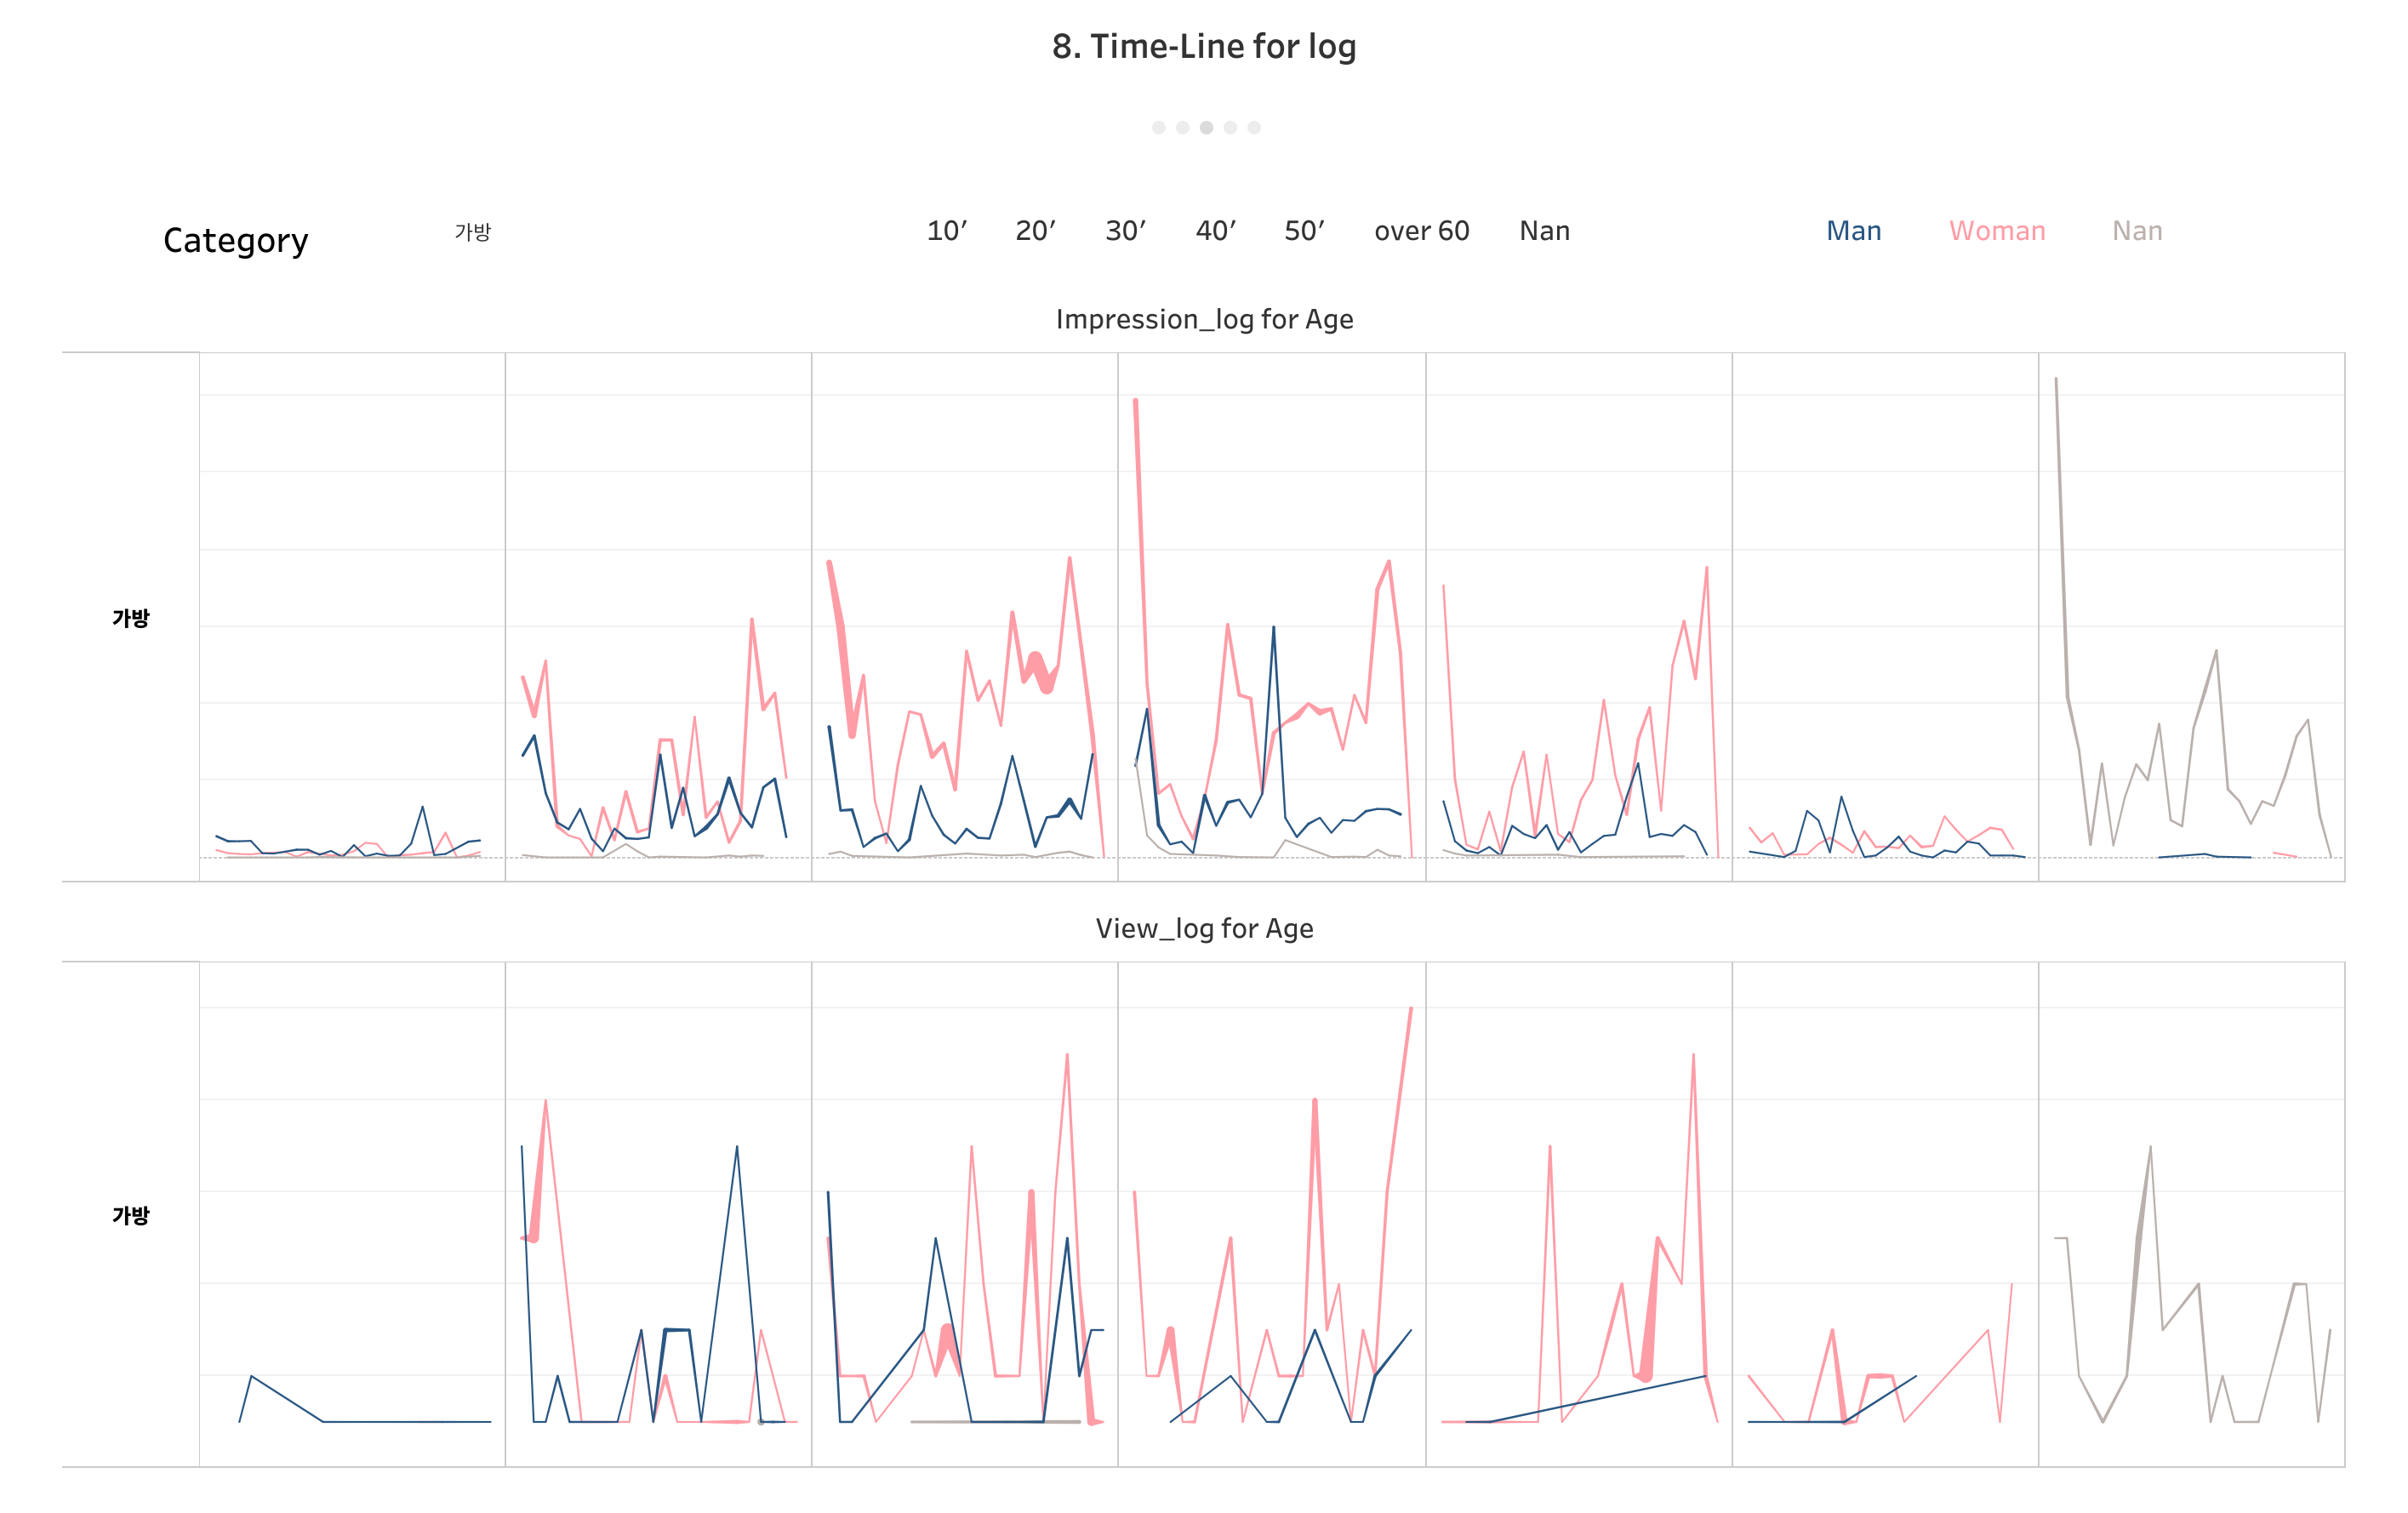 8. Time-Line for log
Category 가방 10′ 20′ 30′ 40′ 50′ over 60 Nan Man Woman Nan
Impression_log for Age
가방
View_log for Age
가방